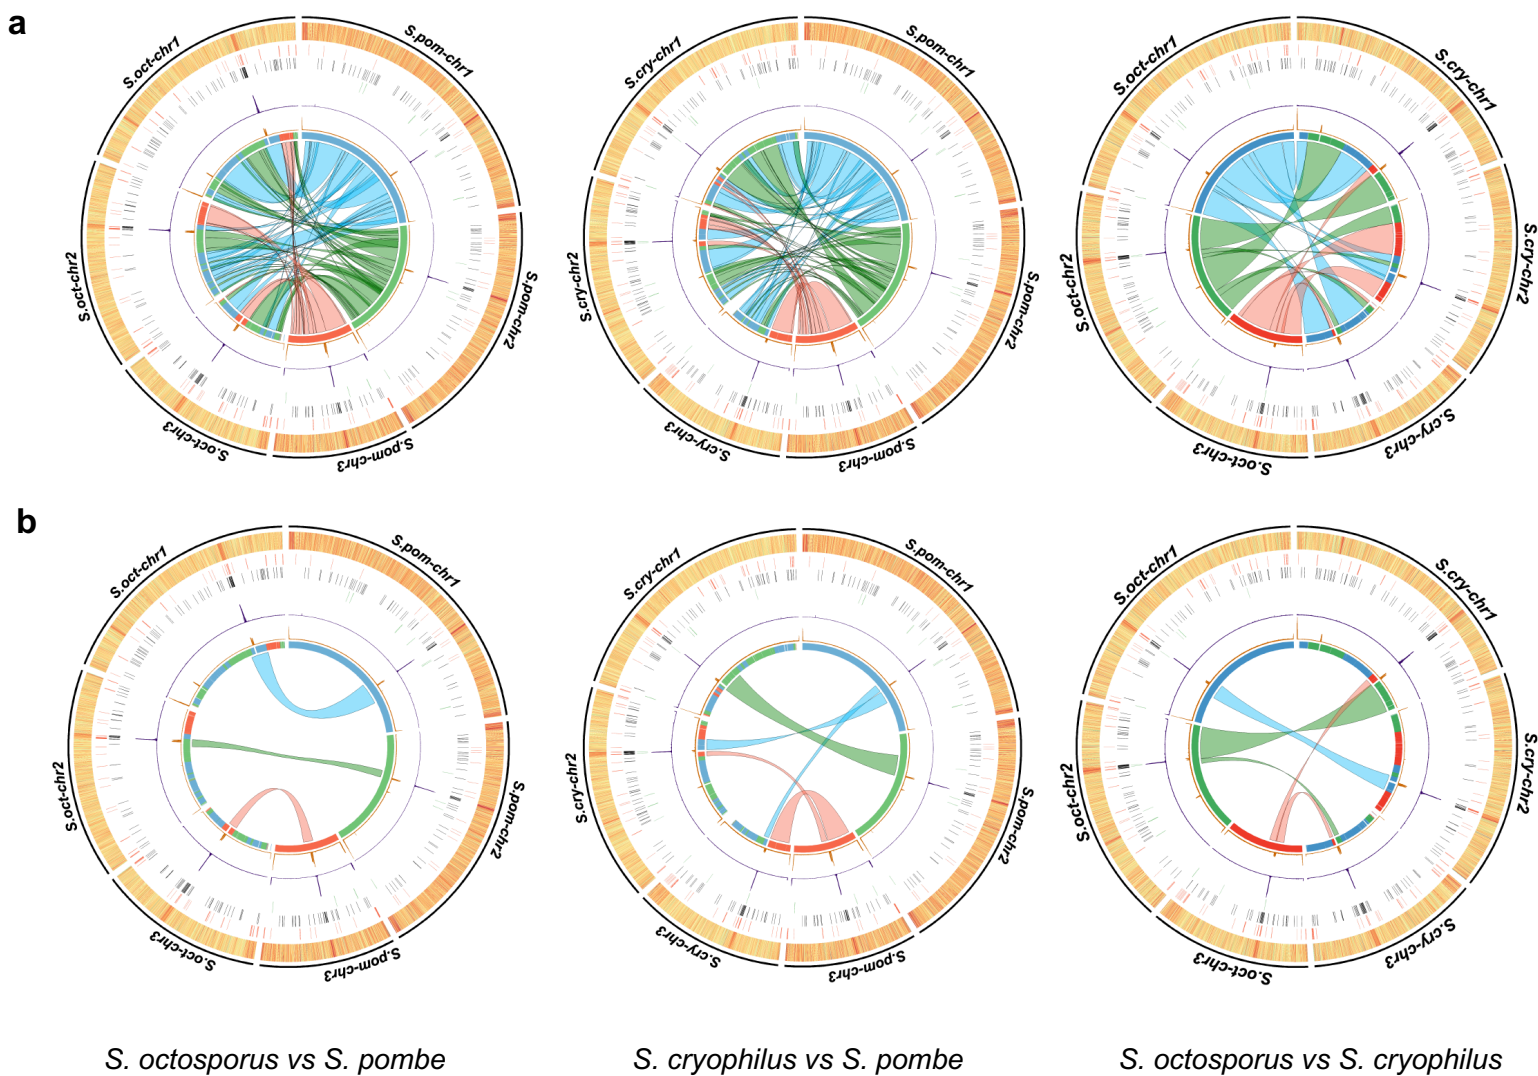 a
S.oct-chr1
S.pom-chr1
S.oct-chr2
S.pom-chr2
S.oct-chr3
S.pom-chr3
S.cry-chr1
S.pom-chr1
S.cry-chr2
S.pom-chr2
S.cry-chr3
S.pom-chr3
S.oct-chr1
S.cry-chr1
S.oct-chr2
S.cry-chr2
S.oct-chr3
S.cry-chr3
b
S.oct-chr1
S.pom-chr1
S.oct-chr2
S.pom-chr2
S.oct-chr3
S.pom-chr3
S.cry-chr1
S.pom-chr1
S.cry-chr2
S.pom-chr2
S.cry-chr3
S.pom-chr3
S.oct-chr1
S.cry-chr1
S.oct-chr2
S.cry-chr2
S.oct-chr3
S.cry-chr3
S. octosporus vs S. pombe
S. cryophilus vs S. pombe
S. octosporus vs S. cryophilus